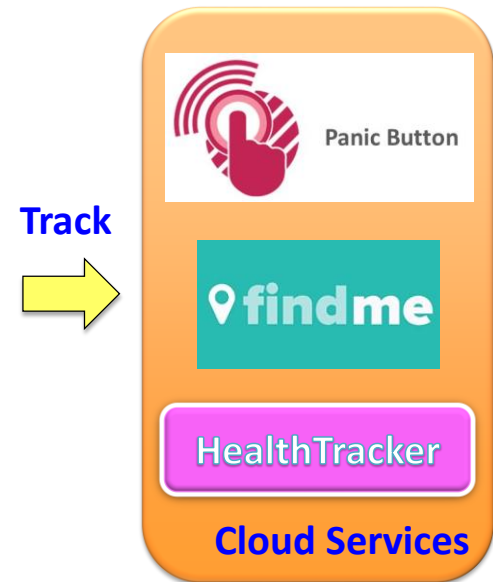 Panic Button
Track
findme
HealthTracker
Cloud Services